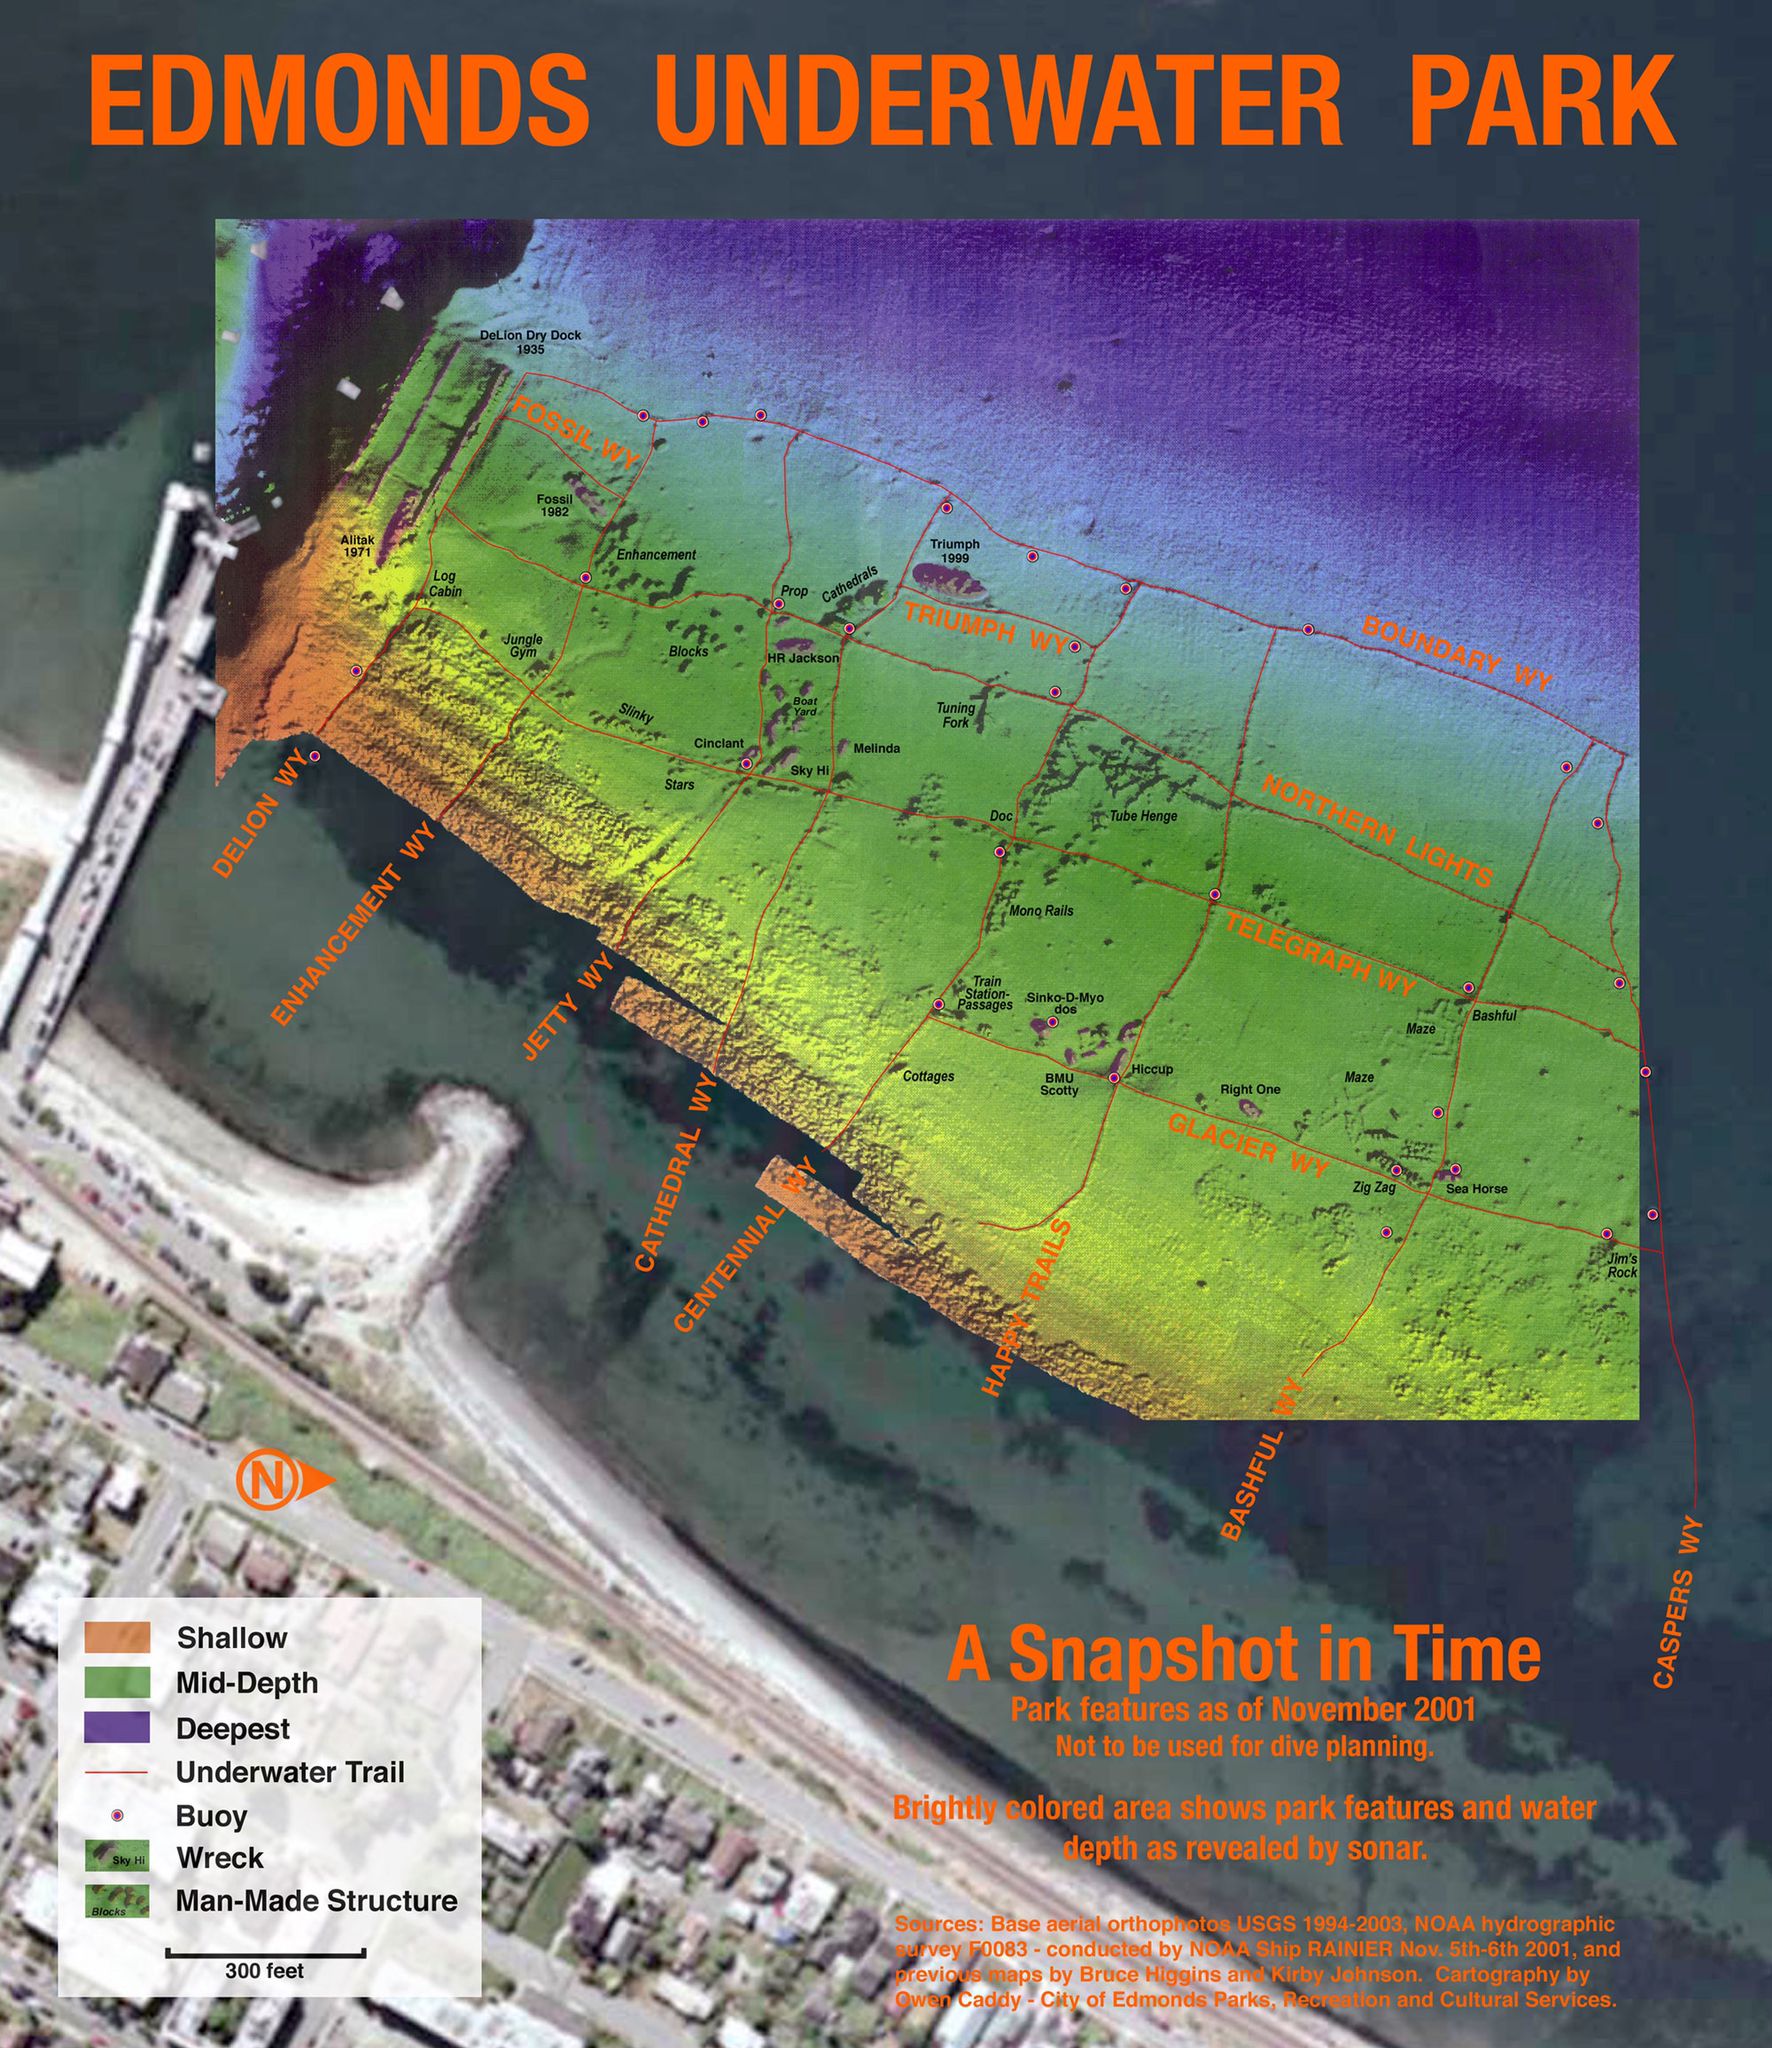 EDMONDS UNDERWATER PARK
DeLion Dry Dock
1935
FOSSIL WY
Fossil
1982
Alitak
1971
Enhancement
Triumph
1999
Log
Cabin
Prop
Cathedrals
TRIUMPH WY
BOUNDARY WY
Jungle
Gym
Blocks
HR Jackson
Boat
Yard
Slinky
Tuning
Fork
Cinclant
Melinda
Sky Hi
Stars
DELION WY
Doc
Tube Henge
NORTHERN LIGHTS
ENHANCEMENT WY
Mono Rails
TELEGRAPH WY
JETTY WY
Train
Station-
Passages
Sinko-D-Myo
dos
Maze
Bashful
Cottages
BMU
Scotty
Hiccup
Right One
Maze
GLACIER WY
CATHEDRAL WY
Zig Zag
Sea Horse
CENTENNIAL WY
HAPPY TRAILS
Jim's
Rock
BASHFUL WY
CASPERS WY
N
Shallow
Mid-Depth
Deepest
Underwater Trail
Buoy
Sky Hi
Wreck
Blocks
Man-Made Structure
300 feet
A Snapshot in Time
Park features as of November 2001
Not to be used for dive planning.
Brightly colored area shows park features and water
depth as revealed by sonar.
Sources: Base aerial orthophotos USGS 1994-2003, NOAA hydrographic
survey F0083 - conducted by NOAA Ship RAINIER Nov. 5th-6th 2001, and
previous maps by Bruce Higgins and Kirby Johnson. Cartography by
Owen Caddy - City of Edmonds Parks, Recreation and Cultural Services.